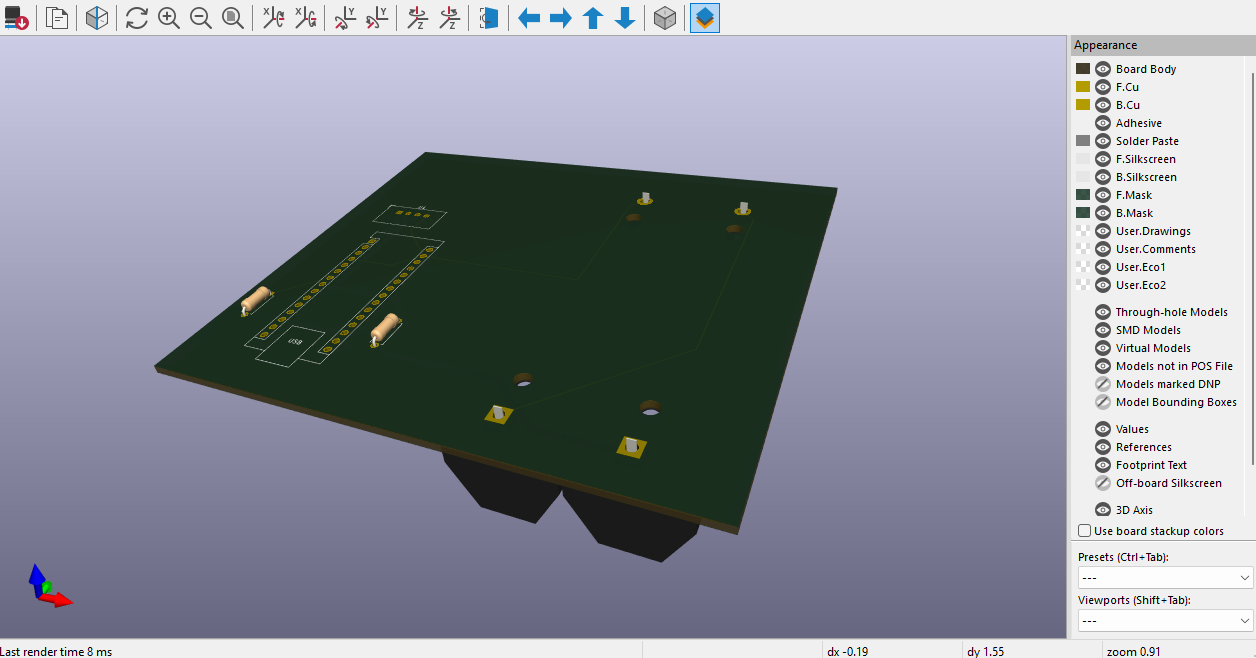 X
X
Y
Y
Z
Z
Appearance
Board Body
F.Cu
B.Cu
Adhesive
Solder Paste
F.Silkscreen
B.Silkscreen
F.Mask
B.Mask
User.Drawings
User.Comments
User.Eco1
User.Eco2
Through-hole Models
SMD Models
Virtual Models
Models not in POS File
Models marked DNP
Model Bounding Boxes
Values
References
Footprint Text
Off-board Silkscreen
3D Axis
Use board stackup colors
Presets (Ctrl+Tab):
---
Viewports (Shift+Tab):
---
USB
Last render time 8 ms
dx -0.19
dy 1.55
zoom 0.91